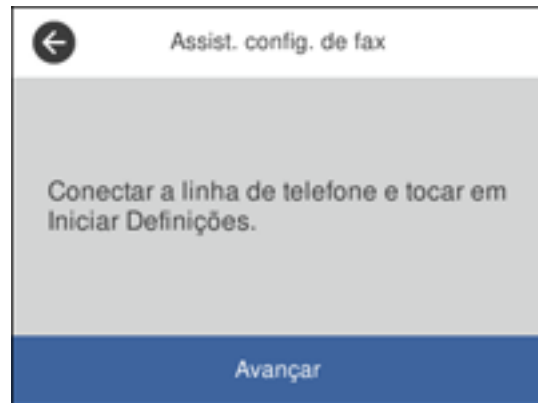 Assist. config. de fax
Conectar a linha de telefone e tocar em
Iniciar Definições.
Avançar